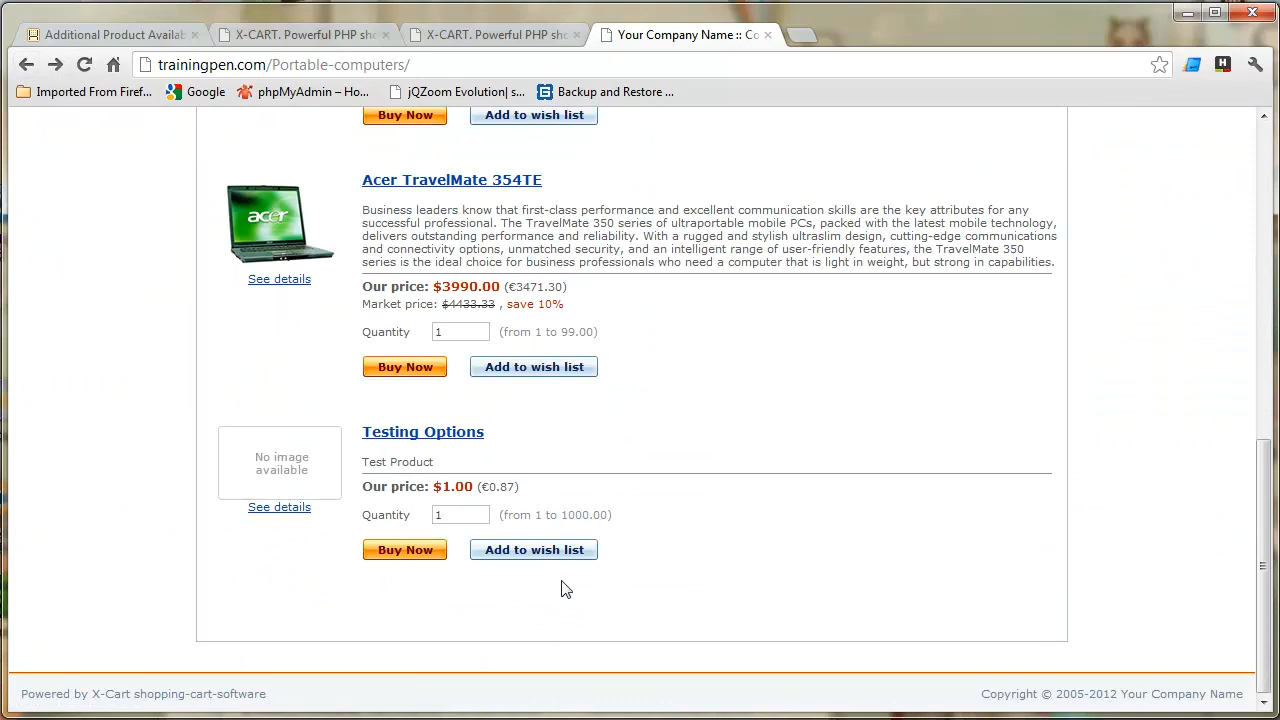 Additional Product Availab
X-CART. Powerful PHP sho
X-CART. Powerful PHP sho
Your Company Name :: Co
trainingpen.com/Portable-computers/
Imported From Firef...
Google
phpMyAdmin – Ho...
jQZoom Evolution| s...
Backup and Restore ...
Buy Now
Add to wish list
Acer TravelMate 354TE
acer
See details
Business leaders know that first-class performance and excellent communication skills are the key attributes for any
successful professional. The TravelMate 350 series of ultraportable mobile PCs, packed with the latest mobile technology,
delivers outstanding performance and reliability. With a rugged and stylish ultraslim design, cutting-edge communications
and connectivity options, unmatched security, and an intelligent range of user-friendly features, the TravelMate 350
series is the ideal choice for business professionals who need a computer that is light in weight, but strong in capabilities.
Our price: $3990.00 (€3471.30)
Market price: $4433.33 , save 10%
Quantity 1 (from 1 to 99.00)
Buy Now
Add to wish list
Testing Options
No image
available
See details
Test Product
Our price: $1.00 (€0.87)
Quantity 1 (from 1 to 1000.00)
Buy Now
Add to wish list
Powered by X-Cart shopping-cart-software
Copyright © 2005-2012 Your Company Name